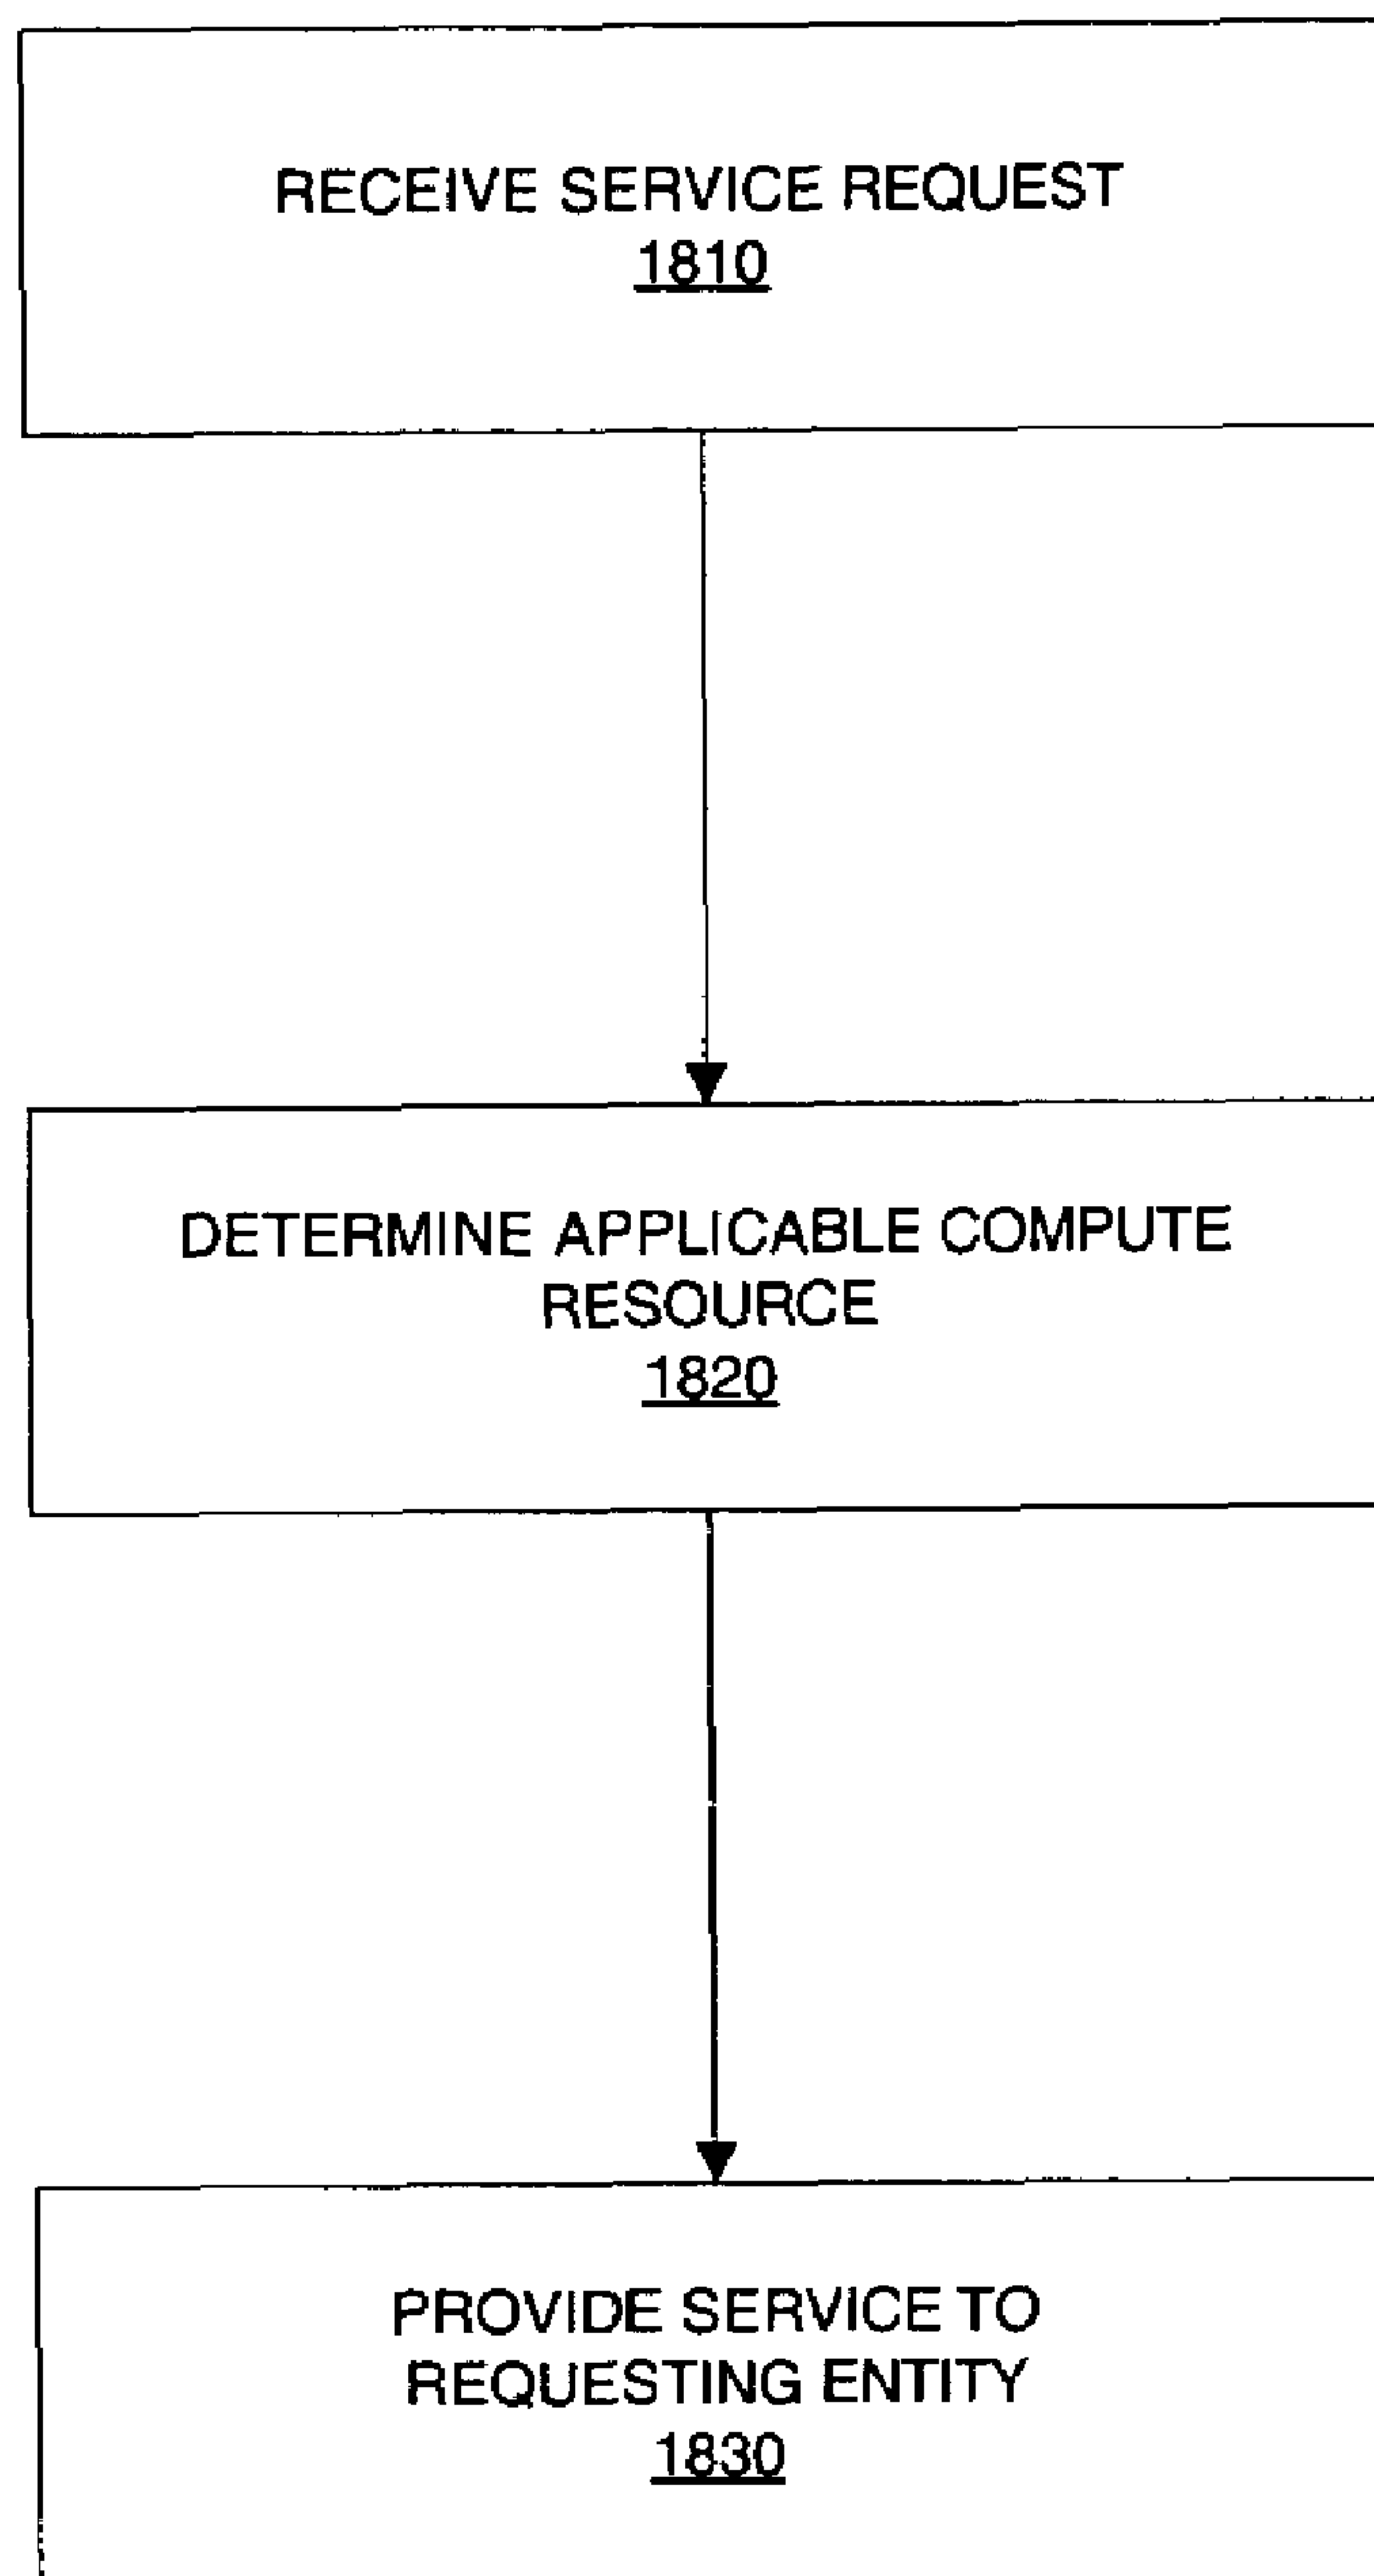 RECEIVE SERVICE REQUEST
1810
DETERMINE APPLICABLE COMPUTE
RESOURCE
1820
PROVIDE SERVICE TO
REQUESTING ENTITY
1830